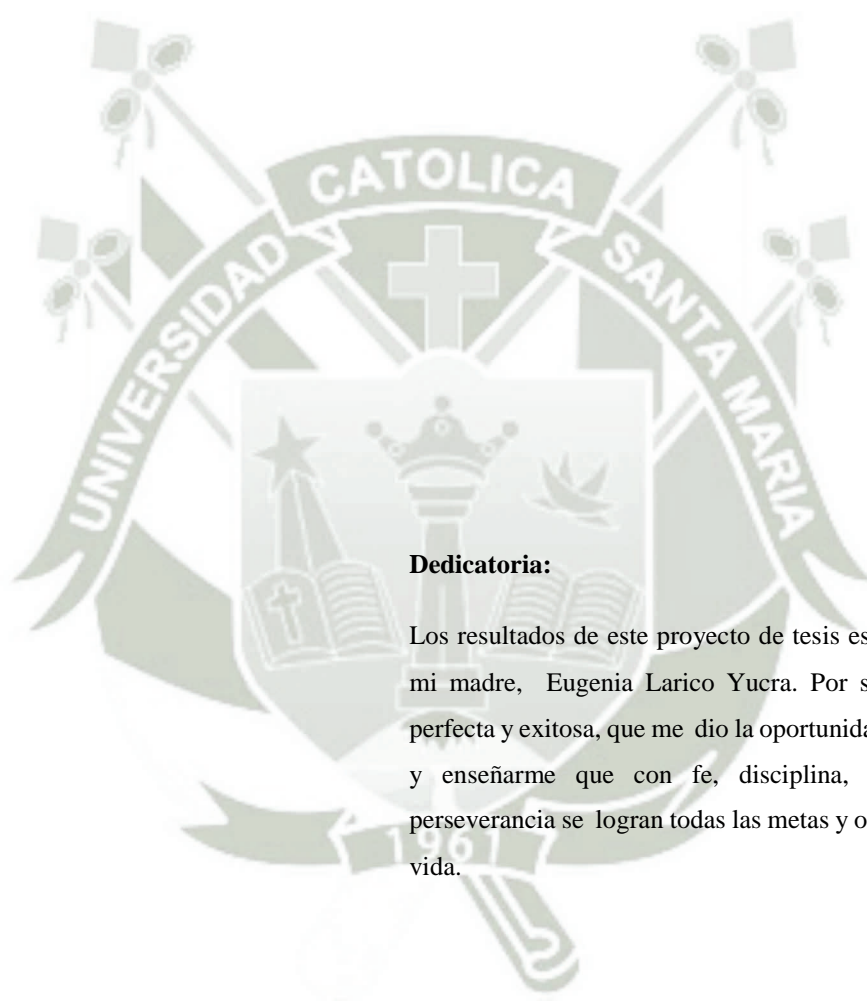 UNIVERSIDAD CATOLICA SANTA MARIA
Dedicatoria:
Los resultados de este proyecto de tesis es
mi madre, Eugenia Larico Yucra. Por s
perfecta y exitosa, que me dio la oportunida
y enseñarme que con fe, disciplina,
perseverancia se logran todas las metas y o
vida.
1961